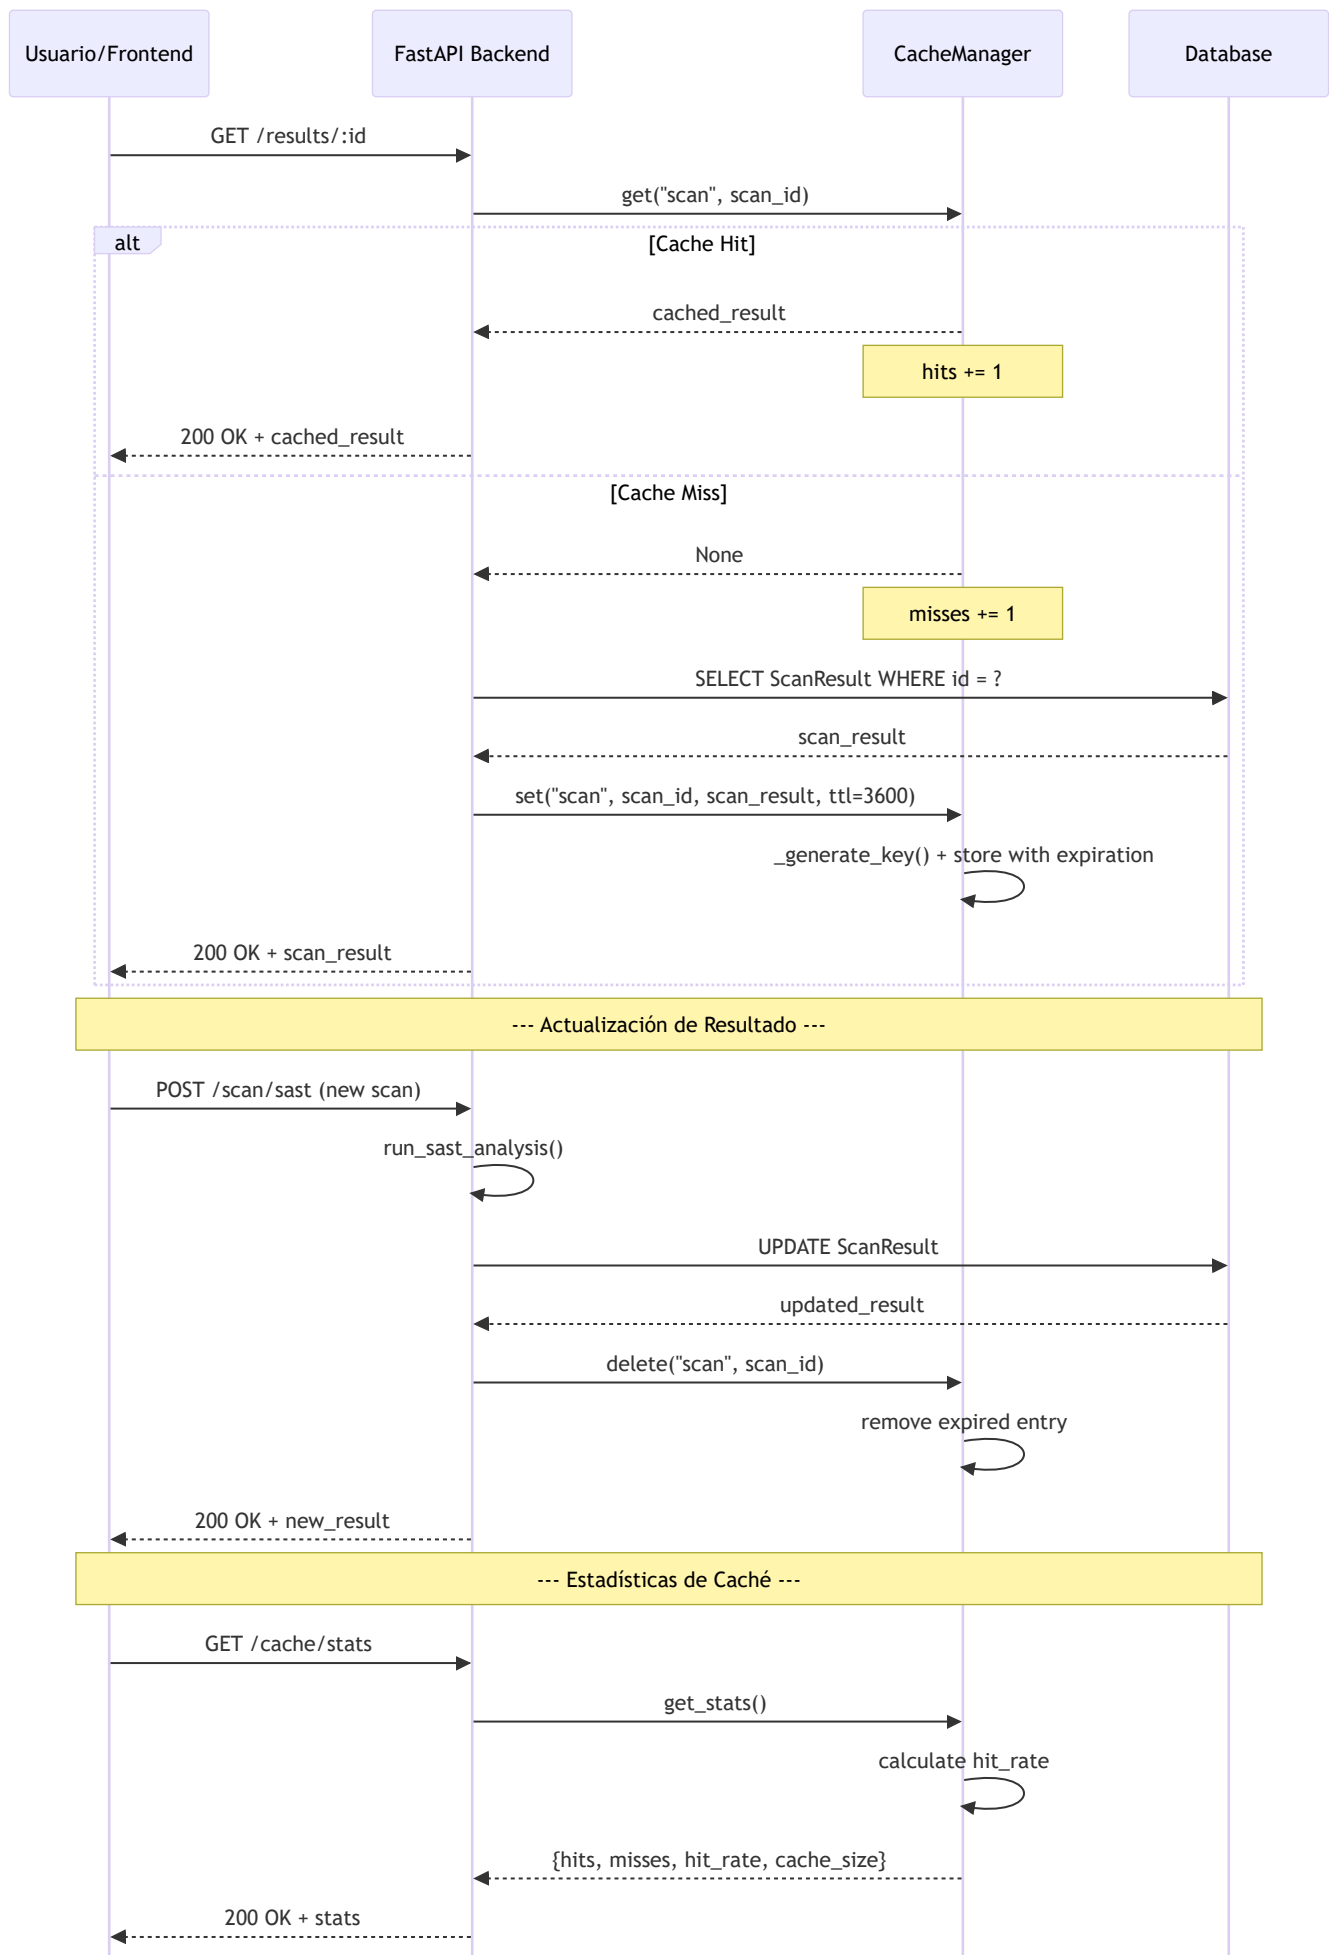 Usuario/Frontend
FastAPI Backend
CacheManager
Database
GET /results/:id
get("scan", scan_id)
alt
[Cache Hit]
cached_result
hits += 1
200 OK + cached_result
[Cache Miss]
None
misses += 1
SELECT ScanResult WHERE id = ?
scan_result
set("scan", scan_id, scan_result, ttl=3600)
_generate_key() + store with expiration
200 OK + scan_result
--- Actualización de Resultado ---
POST /scan/sast (new scan)
run_sast_analysis()
UPDATE ScanResult
updated_result
delete("scan", scan_id)
remove expired entry
200 OK + new_result
--- Estadísticas de Caché ---
GET /cache/stats
get_stats()
calculate hit_rate
{hits, misses, hit_rate, cache_size}
200 OK + stats